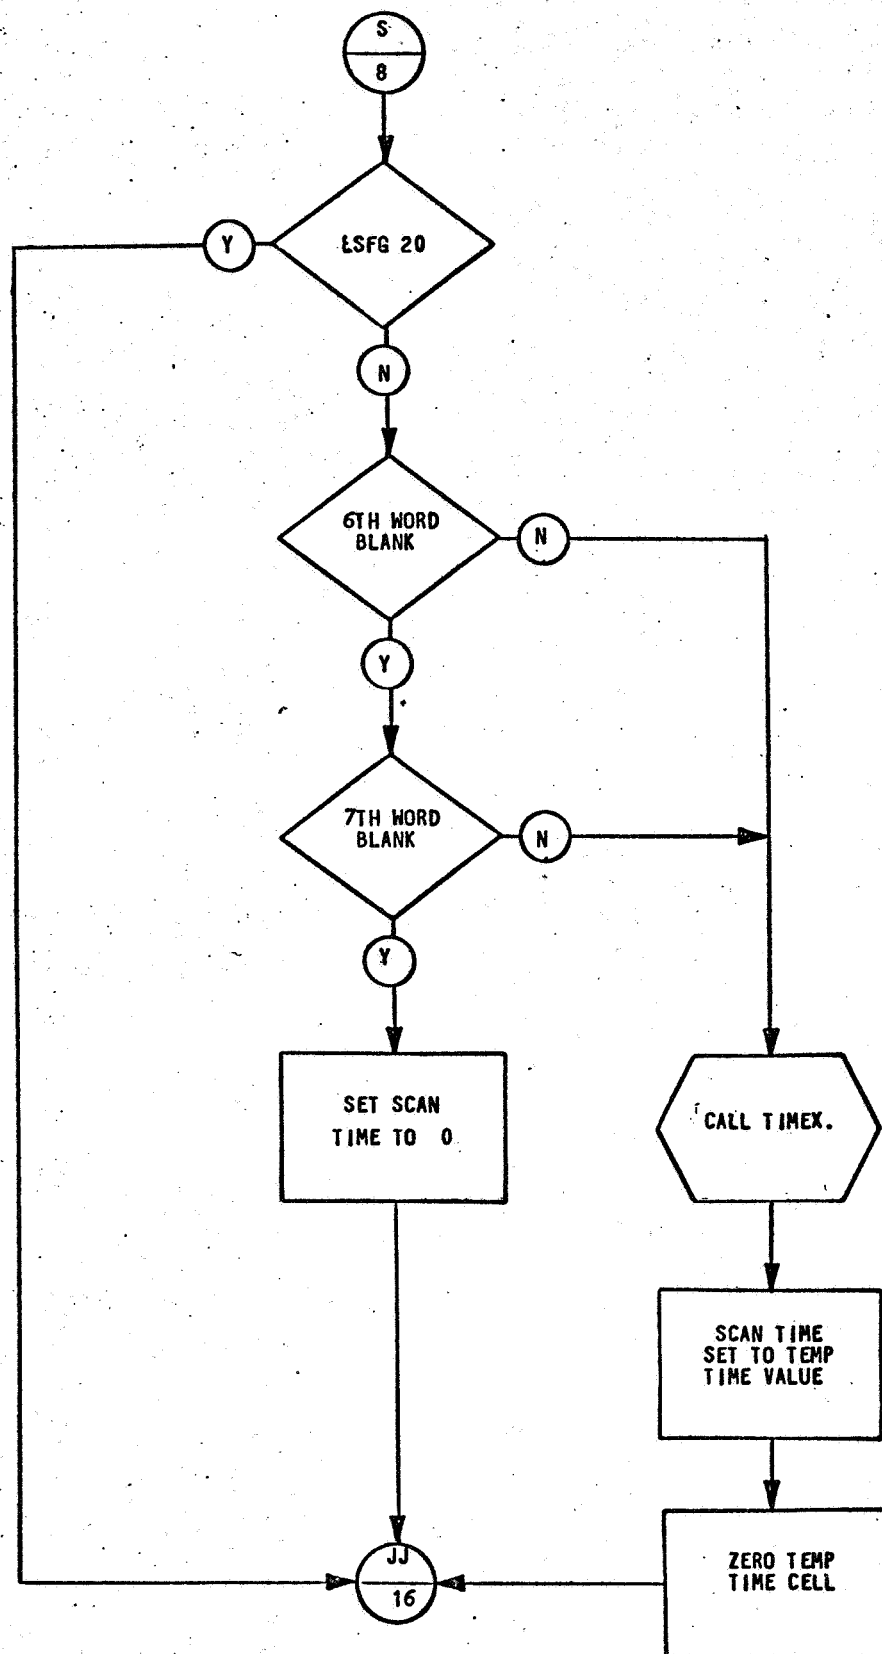 S
8
LSFG 20
Y
N
6TH WORD
BLANK
N
Y
7TH WORD
BLANK
N
Y
SET SCAN
TIME TO 0
CALL TIMEX.
SCAN TIME
SET TO TEMP
TIME VALUE
ZERO TEMP
TIME CELL
JJ
16